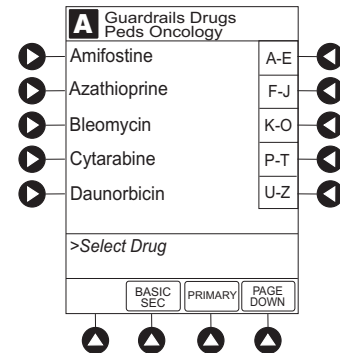 A Guardrails Drugs
Peds Oncology
Amifostine A-E
Azathioprine F-J
Bleomycin K-O
Cytarabine P-T
Daunorbicin U-Z
>Select Drug
BASIC SEC PRIMARY PAGE DOWN